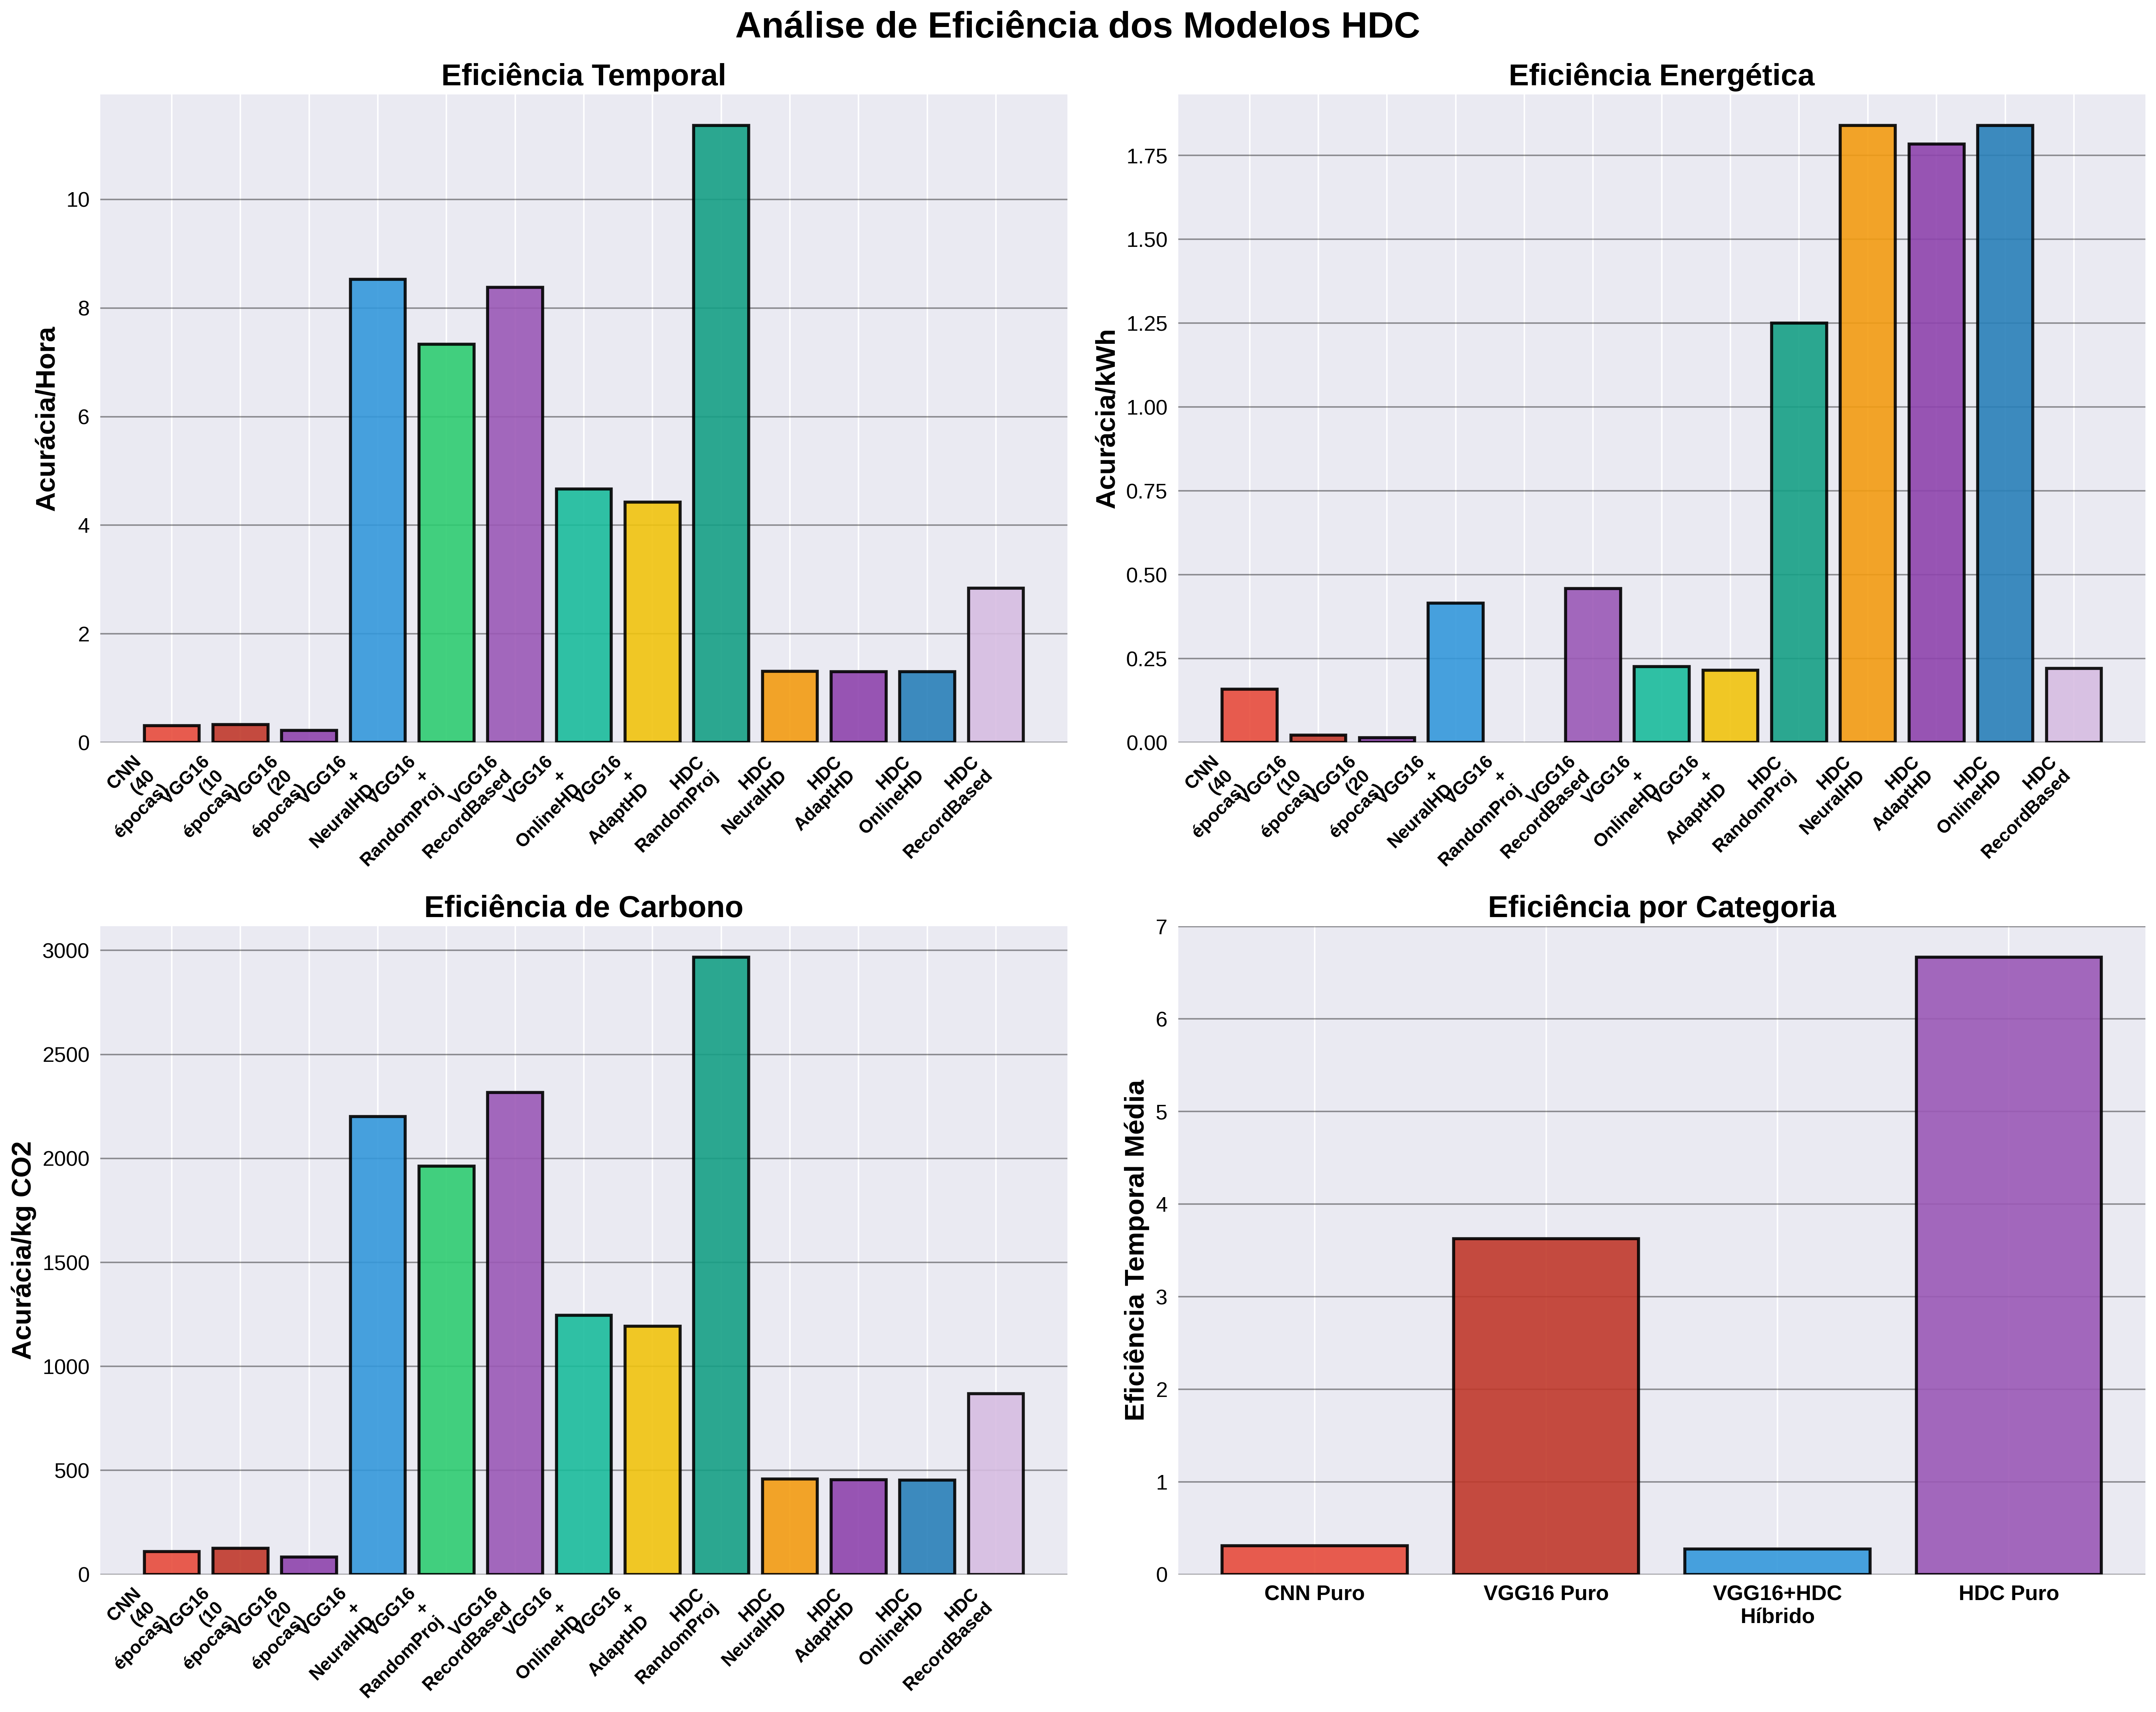 Análise de Eficiência dos Modelos HDC
Eficiência Temporal
Acurácia/Hora
10
8
6
4
2
0
CNN
(40
épocas)
VGG16
(10
épocas)
VGG16
(20
épocas)
VGG16
+
NeuralHD
VGG16
+
RandomProj
VGG16
RecordBased
VGG16
+
OnlineHD
VGG16
+
AdaptHD
HDC
RandomProj
HDC
NeuralHD
HDC
AdaptHD
HDC
OnlineHD
HDC
RecordBased
Eficiência Energética
Acurácia/kWh
1.75
1.50
1.25
1.00
0.75
0.50
0.25
0.00
CNN
(40
épocas)
VGG16
(10
épocas)
VGG16
(20
épocas)
VGG16
+
NeuralHD
VGG16
+
RandomProj
VGG16
RecordBased
VGG16
+
OnlineHD
VGG16
+
AdaptHD
HDC
RandomProj
HDC
NeuralHD
HDC
AdaptHD
HDC
OnlineHD
HDC
RecordBased
Eficiência de Carbono
Acurácia/kg CO2
3000
2500
2000
1500
1000
500
0
CNN
(40
épocas)
VGG16
(10
épocas)
VGG16
(20
épocas)
VGG16
+
NeuralHD
VGG16
+
RandomProj
VGG16
RecordBased
VGG16
+
OnlineHD
VGG16
+
AdaptHD
HDC
RandomProj
HDC
NeuralHD
HDC
AdaptHD
HDC
OnlineHD
HDC
RecordBased
Eficiência por Categoria
Eficiência Temporal Média
7
6
5
4
3
2
1
0
CNN Puro
VGG16 Puro
VGG16+HDC
Híbrido
HDC Puro